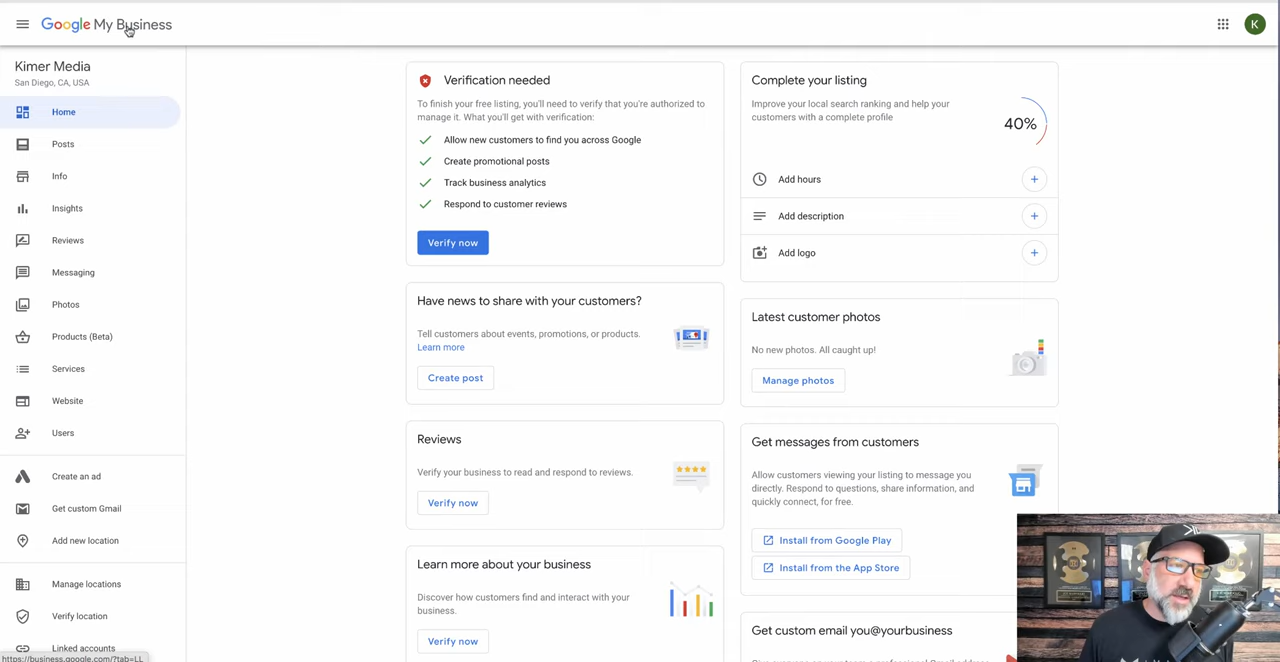 Google My Business
K
Kimer Media
San Diego, CA, USA
Home
Posts
Info
Insights
Reviews
Messaging
Photos
Products (Beta)
Services
Website
Users
Create an ad
Get custom Gmail
Add new location
Manage locations
Verify location
Linked accounts
https://business.google.com/?tab=LL
Verification needed
To finish your free listing, you'll need to verify that you're authorized to
manage it. What you'll get with verification:
Allow new customers to find you across Google
Create promotional posts
Track business analytics
Respond to customer reviews
Verify now
Have news to share with your customers?
Tell customers about events, promotions, or products.
Learn more
Create post
Reviews
Verify your business to read and respond to reviews.
Verify now
Learn more about your business
Discover how customers find and interact with your
business.
Verify now
Complete your listing
Improve your local search ranking and help your
customers with a complete profile
40%
Add hours
Add description
Add logo
Latest customer photos
No new photos. All caught up!
Manage photos
Get messages from customers
Allow customers viewing your listing to message you
directly. Respond to questions, share information, and
quickly connect, for free.
Install from Google Play
Install from the App Store
Get custom email you@yourbusiness